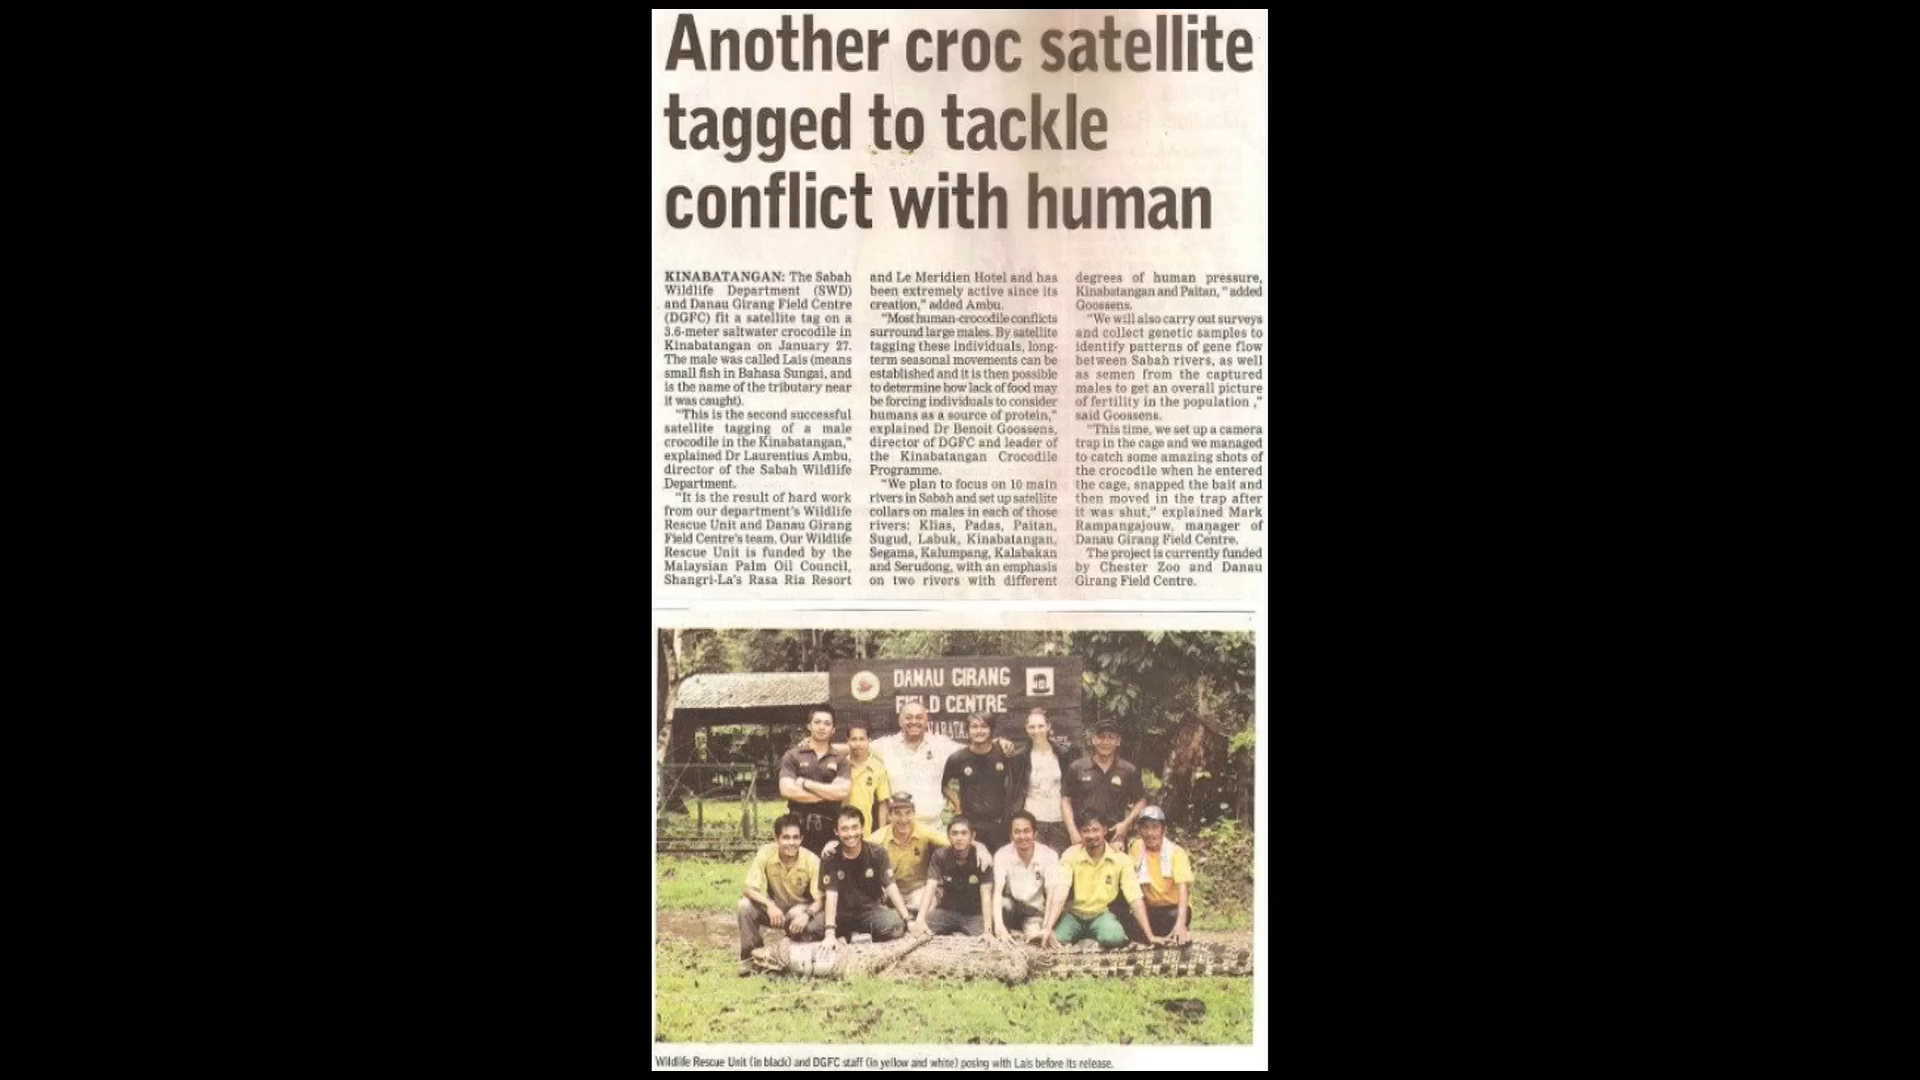 Another croc satellite
tagged to tackle
conflict with human
KINABATANGAN: The Sabah
Wildlife Department (SWD)
and Danau Girang Field Centre
(DGFC) fit a satellite tag on a
3.6-meter saltwater crocodile in
Kinabatangan on January 27.
The male was called Lais (means
small fish in Bahasa Sungai, and
is the name of the tributary near
it was caught).
"This is the second successful
satellite tagging of a male
crocodile in the Kinabatangan,"
explained Dr Laurentius Ambu,
director of the Sabah Wildlife
Department.
"It is the result of hard work
from our department's Wildlife
Rescue Unit and Danau Girang
Field Centre's team. Our Wildlife
Rescue Unit is funded by the
Malaysian Palm Oil Council,
Shangri-La's Rasa Ria Resort
and Le Meridien Hotel and has
been extremely active since its
creation," added Ambu.
"Most human-crocodile conflicts
surround large males. By satellite
tagging these individuals, long-
term seasonal movements can be
established and it is then possible
to determine how lack of food may
be forcing individuals to consider
humans as a source of protein,"
explained Dr Benoit Goossens,
director of DGFC and leader of
the Kinabatangan Crocodile
Programme.
"We plan to focus on 10 main
rivers in Sabah and set up satellite
collars on males in each of those
rivers: Klias, Padas, Paitan,
Sugud, Labuk, Kinabatangan,
Segama, Kalumpang, Kalabakan
and Serudong, with an emphasis
on two rivers with different
degrees of human pressure,
Kinabatangan and Paitan," added
Goossens.
"We will also carry out surveys
and collect genetic samples to
identify patterns of gene flow
between Sabah rivers, as well
as semen from the captured
males to get an overall picture
of fertility in the population ,"
said Goossens.
"This time, we set up a camera
trap in the cage and we managed
to catch some amazing shots of
the crocodile when he entered
the cage, snapped the bait and
then moved in the trap after
it was shut," explained Mark
Rampangajouw, manager of
Danau Girang Field Centre.
The project is currently funded
by Chester Zoo and Danau
Girang Field Centre.
DANAU GIRANG
FIELD CENTRE
Wildlife Rescue Unit (in black) and DGFC staff (in yellow and white) posing with Lais before its release.